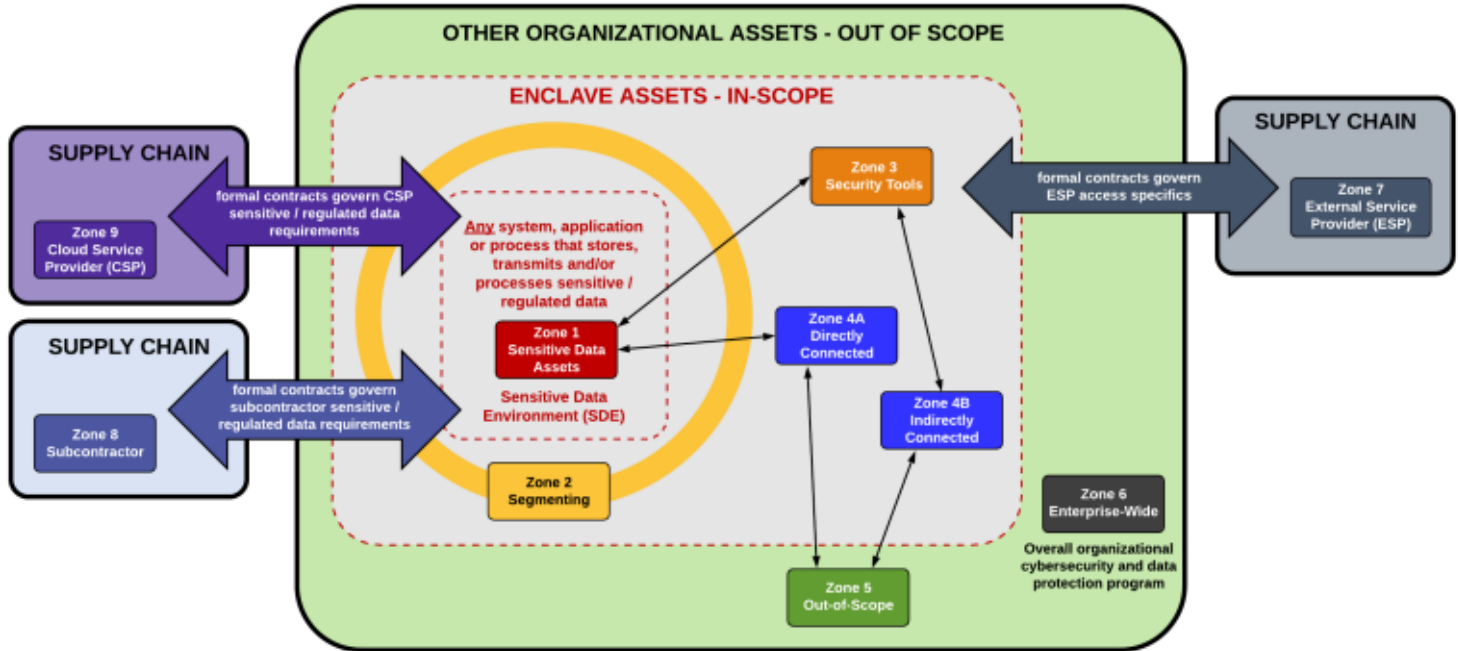 OTHER ORGANIZATIONAL ASSETS - OUT OF SCOPE
ENCLAVE ASSETS - IN-SCOPE
SUPPLY CHAIN
Zone 9
Cloud Service
Provider (CSP)
formal contracts govern CSP
sensitive / regulated data
requirements
SUPPLY CHAIN
Zone 8
Subcontractor
formal contracts govern
subcontractor sensitive /
regulated data requirements
Any system, application
or process that stores,
transmits and/or
processes sensitive /
regulated data
Zone 1
Sensitive Data
Assets
Sensitive Data
Environment (SDE)
Zone 2
Segmenting
Zone 3
Security Tools
Zone 4A
Directly
Connected
Zone 4B
Indirectly
Connected
Zone 5
Out-of-Scope
Zone 6
Enterprise-Wide
Overall organizational
cybersecurity and data
protection program
formal contracts govern
ESP access specifics
SUPPLY CHAIN
Zone 7
External Service
Provider (ESP)